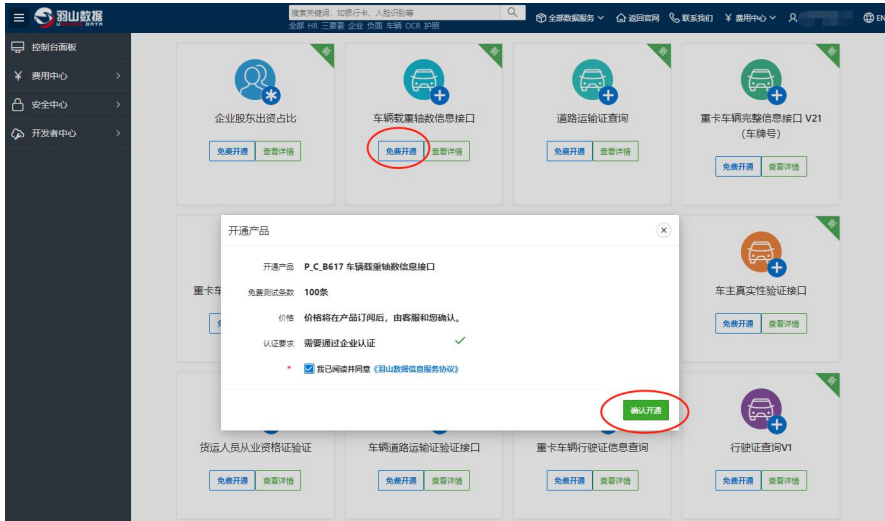 羽山数据
USHAN DATA
搜索关键词，如银行卡、人脸识别等
全部 HR 三要素 企业 负面 车辆 OCR 护照
全部数据服务
返回官网
联系我们
¥ 费用中心
EN
控制台面板
¥ 费用中心
安全中心
开发者中心
新
新
新
企业股东出资占比
车辆载重轴数信息接口
道路运输证查询
重卡车辆完整信息接口 V21
（车牌号）
免费开通 查看详情
免费开通 查看详情
免费开通 查看详情
免费开通 查看详情
开通产品
开通产品 P_C_B617 车辆载重轴数信息接口
免费测试条数 100条
价格 价格将在产品订阅后，由客服和您确认。
认证要求 需要通过企业认证
* 我已阅读并同意《羽山数据信息服务协议》
确认开通
重卡车
新
车主真实性验证接口
免费开通 查看详情
新
货运人员从业资格证验证
车辆道路运输证验证接口
重卡车辆行驶证信息查询
行驶证查询V1
免费开通 查看详情
免费开通 查看详情
免费开通 查看详情
免费开通 查看详情